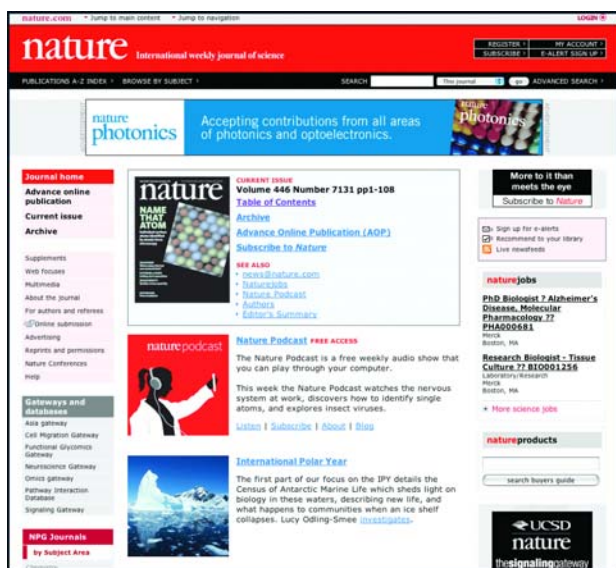 nature.com
Jump to main content
Jump to navigation
LOGIN
nature International weekly journal of science
REGISTER
MY ACCOUNT
SUBSCRIBE
E-ALERT SIGN UP
PUBLICATIONS A-Z INDEX
BROWSE BY SUBJECT
SEARCH
This journal
go
ADVANCED SEARCH
nature
photonics
Accepting contributions from all areas
of photonics and optoelectronics.
nature
photonics
Journal home
Advance online
publication
Current issue
Archive
Supplements
Web focuses
Multimedia
About the journal
For authors and referees
Online submission
Advertising
Reprints and permissions
Nature Conferences
Help
Gateways and
databases
Asia gateway
Cell Migration Gateway
Functional Glycomics
Gateway
Neuroscience Gateway
Omics gateway
Pathway Interaction
Database
Signaling Gateway
NPG Journals
by Subject Area
Chemistry
nature
NAME
THAT
ATOM
CURRENT ISSUE
Volume 446 Number 7131 pp1-108
Table of Contents
Archive
Advance Online Publication (AOP)
Subscribe to Nature
SEE ALSO
news@nature.com
NatureJobs
Nature Podcast
Authors
Editor's Summary
naturepodcast
Nature Podcast FREE ACCESS
The Nature Podcast is a free weekly audio show that
you can play through your computer.
This week the Nature Podcast watches the nervous
system at work, discovers how to identify single
atoms, and explores insect viruses.
Listen | Subscribe | About | Blog
International Polar Year
The first part of our focus on the IPY details the
Census of Antarctic Marine Life which sheds light on
biology in these waters, describing new life, and
what happens to communities when an ice shelf
collapses. Lucy Odling-Smee investigates.
More to it than
meets the eye
Subscribe to Nature
Sign up for e-alerts
Recommend to your library
Live newsfeeds
naturejobs
PhD Biologist ? Alzheimer's
Disease, Molecular
Pharmacology ??
PHA000681
Merck
Boston, MA
Research Biologist - Tissue
Culture ?? BIO001256
Laboratory/Research
Merck
Boston, MA
More science jobs
natureproducts
search buyers guide
UCSD
nature
thesignalinggateway